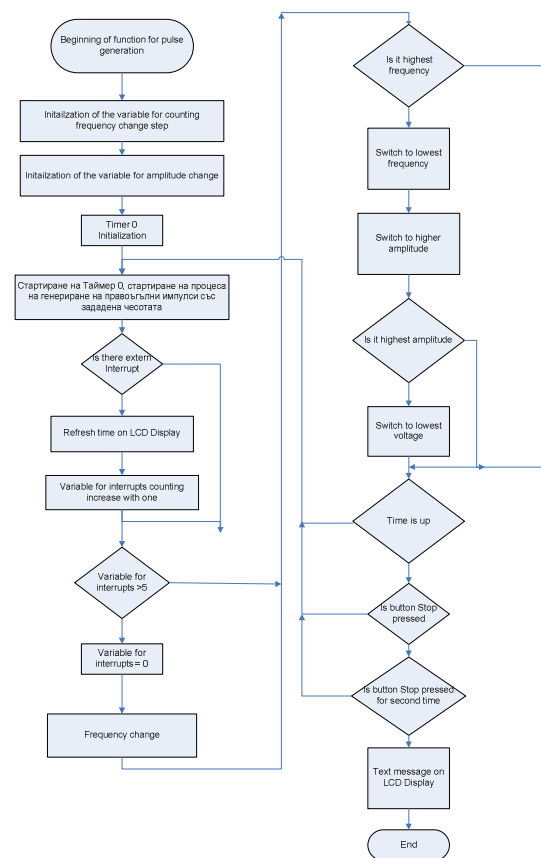 Beginning of function for pulse
generation
Initailzation of the variable for counting
frequency change step
Initailzation of the variable for amplitude change
Timer 0
Initialization
Стартиране на Таймер 0, стартиране на процеса
на генериране на правоъгълни импулси със
зададена чесотата
Is there extern
Interrupt
Refresh time on LCD Display
Variable for interrupts counting
increase with one
Variable for
interrupts >5
Variable for
interrupts = 0
Frequency change
Is it highest
frequency
Switch to lowest
frequency
Switch to higher
amplitude
Is it highest amplitude
Switch to lowest
voltage
Time is up
Is button Stop
pressed
Is button Stop pressed
for second time
Text message on
LCD Display
End